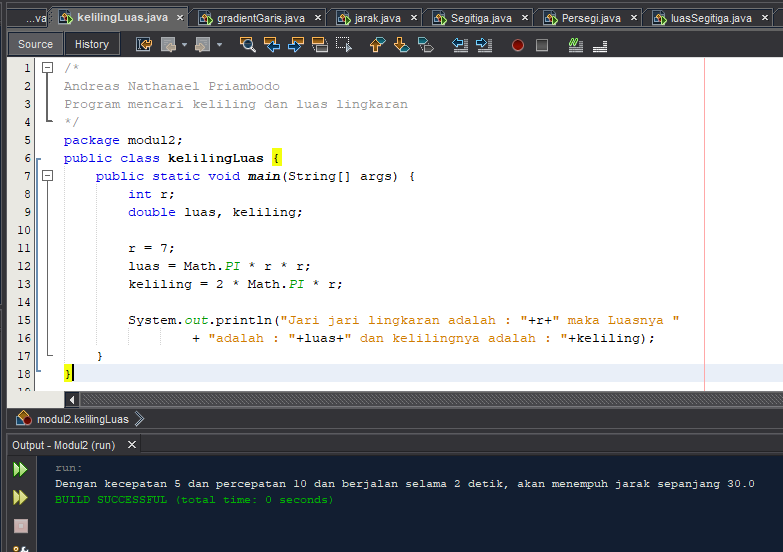 ...va kelilingLuas.java gradientGaris.java jarak.java Segitiga.java Persegi.java luasSegitiga.java
Source History
1 /*
2 Andreas Nathanael Priambodo
3 Program mencari keliling dan luas lingkaran
4 */
5 package modul2;
6 public class kelilingLuas {
7 public static void main(String[] args) {
8 int r;
9 double luas, keliling;
10
11 r = 7;
12 luas = Math.PI * r * r;
13 keliling = 2 * Math.PI * r;
14
15 System.out.println("Jari jari lingkaran adalah : "+r+" maka Luasnya "
16 + "adalah : "+luas+" dan kelilingnya adalah : "+keliling);
17 }
18 }
modul2.kelilingLuas
Output - Modul2 (run)
run:
Dengan kecepatan 5 dan percepatan 10 dan berjalan selama 2 detik, akan menempuh jarak sepanjang 30.0
BUILD SUCCESSFUL (total time: 0 seconds)